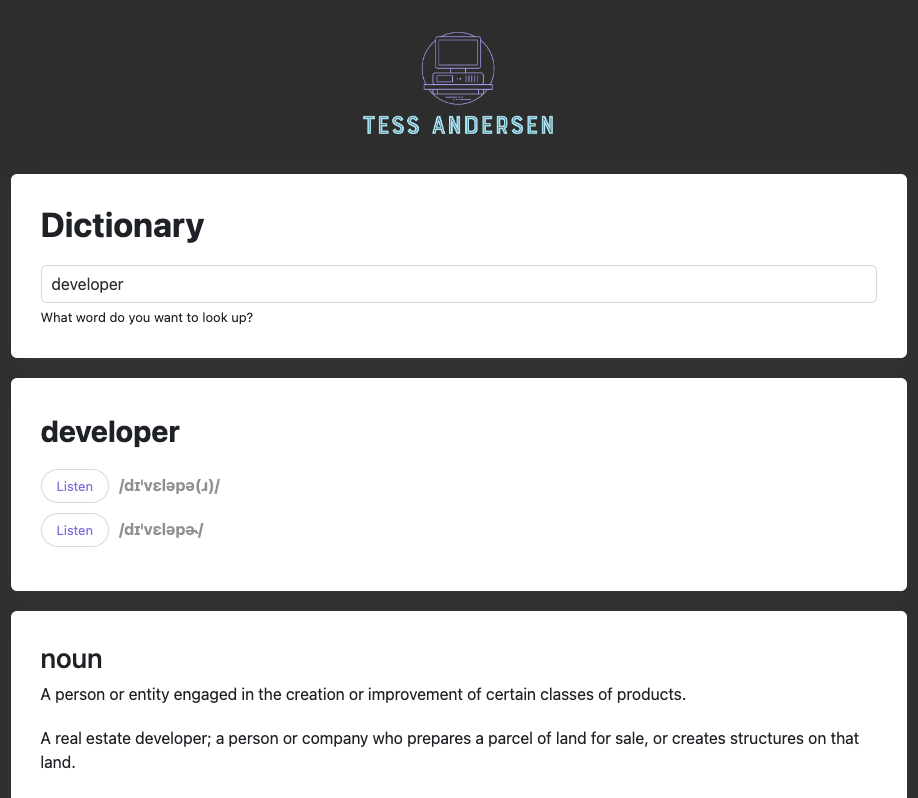 TESS ANDERSEN
Dictionary
developer
What word do you want to look up?
developer
Listen /dɪˈvɛləpə(ɹ)/
Listen /dɪˈvɛləpɚ/
noun
A person or entity engaged in the creation or improvement of certain classes of products.
A real estate developer; a person or company who prepares a parcel of land for sale, or creates structures on that
land.